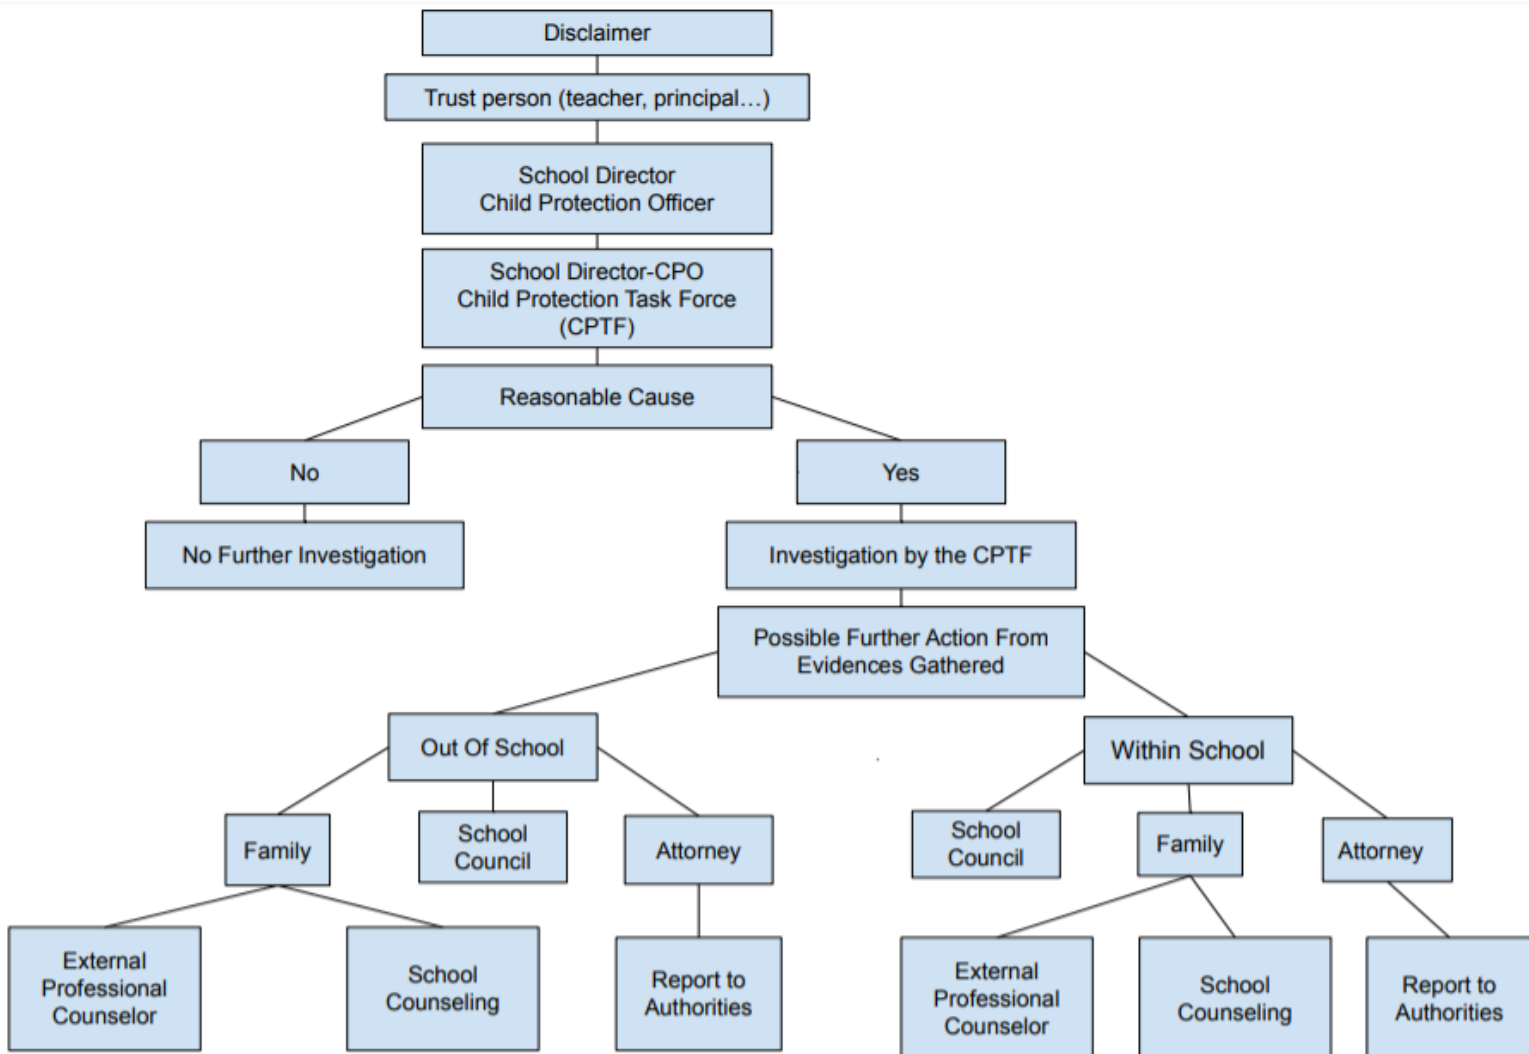 Disclaimer
Trust person (teacher, principal…)
School Director
Child Protection Officer
School Director-CPO
Child Protection Task Force
(CPTF)
Reasonable Cause
No
Yes
No Further Investigation
Investigation by the CPTF
Possible Further Action From
Evidences Gathered
Out Of School
Within School
Family
School
Council
Attorney
School
Council
Family
Attorney
External
Professional
Counselor
School
Counseling
Report to
Authorities
External
Professional
Counselor
School
Counseling
Report to
Authorities